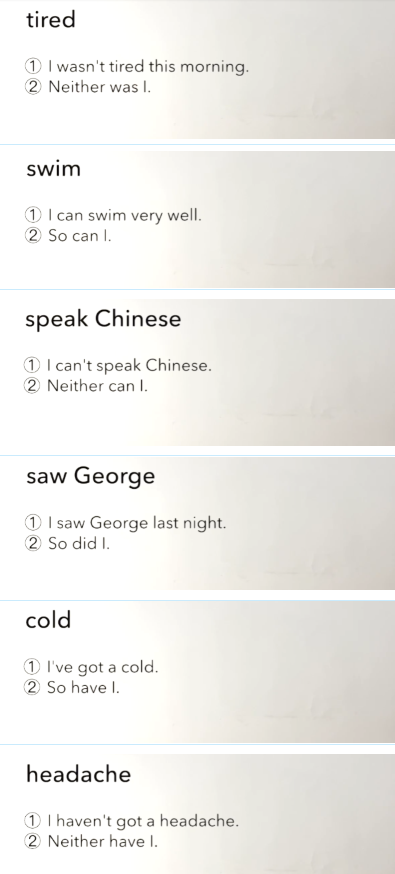 tired
① I wasn't tired this morning.
② Neither was I.
swim
① I can swim very well.
② So can I.
speak Chinese
① I can't speak Chinese.
② Neither can I.
saw George
① I saw George last night.
② So did I.
cold
① I've got a cold.
② So have I.
headache
① I haven't got a headache.
② Neither have I.